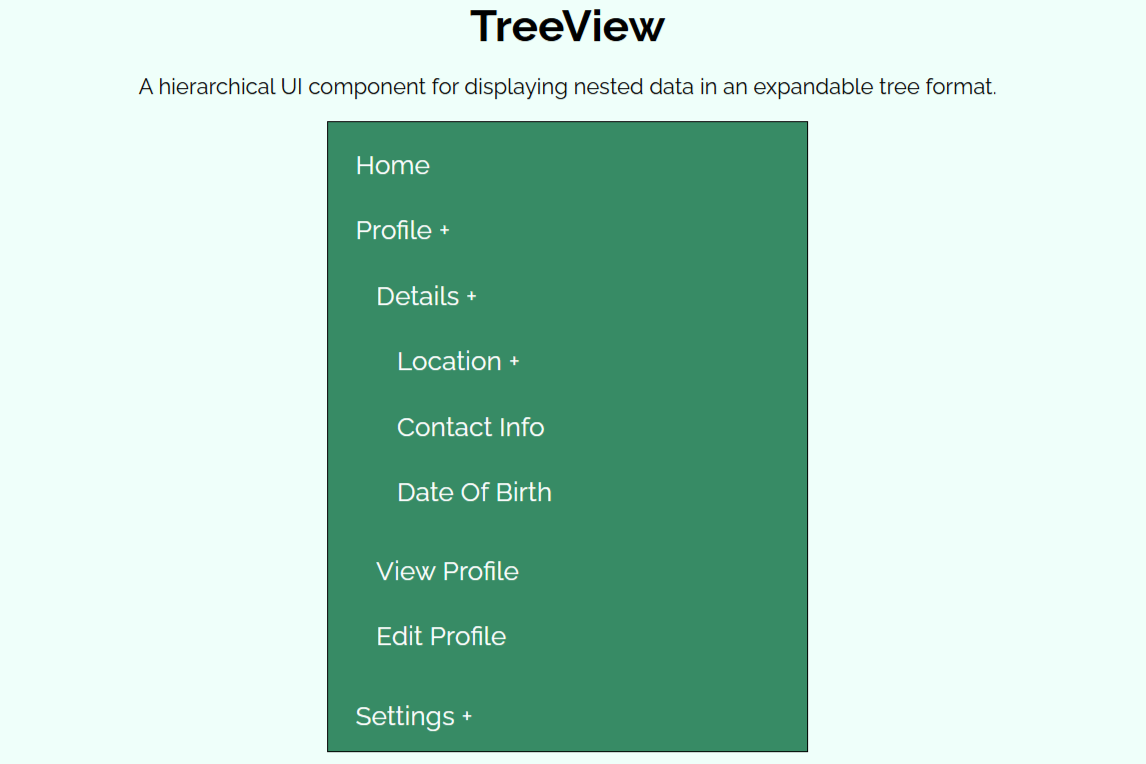 TreeView
A hierarchical UI component for displaying nested data in an expandable tree format.
Home
Profile +
Details +
Location +
Contact Info
Date Of Birth
View Profile
Edit Profile
Settings +